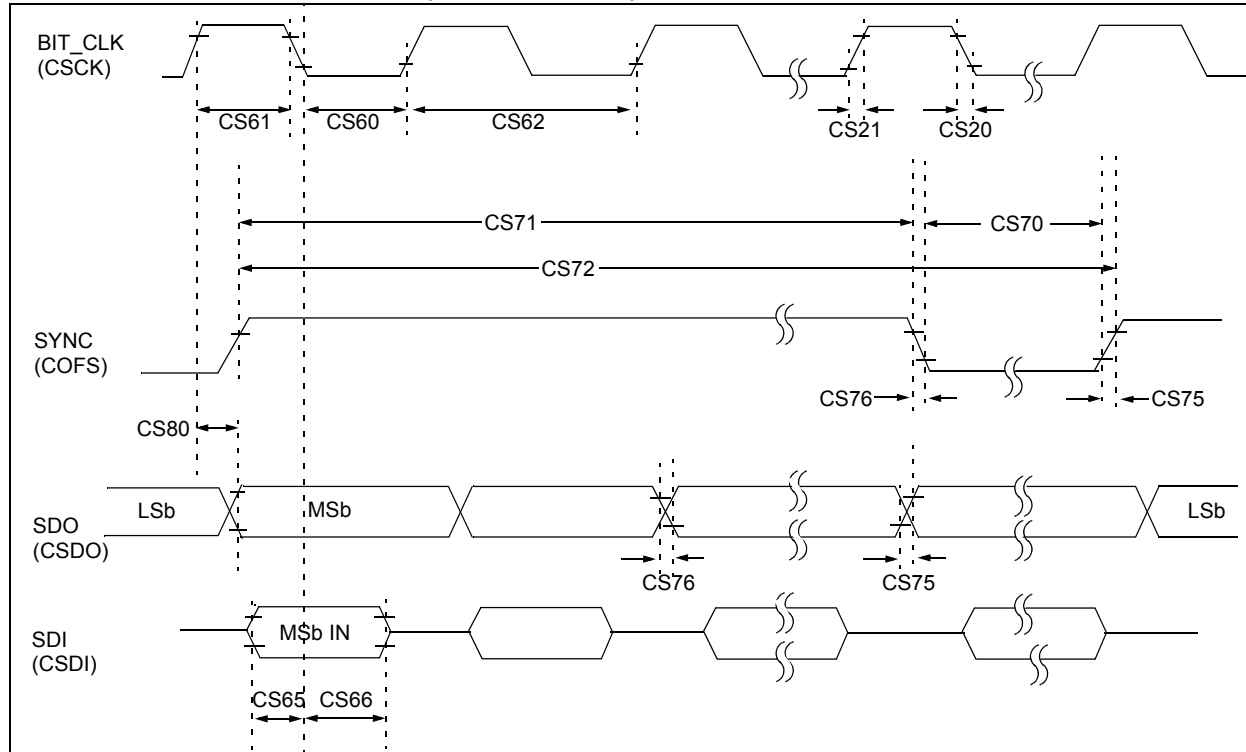 BIT_CLK
(CSCK)
CS61
CS60
CS62
CS21
CS20
CS71
CS70
CS72
SYNC
(COFS)
CS76
CS75
CS80
LSb
MSb
LSb
SDO
(CSDO)
CS76
CS75
MSb IN
SDI
(CSDI)
CS65
CS66